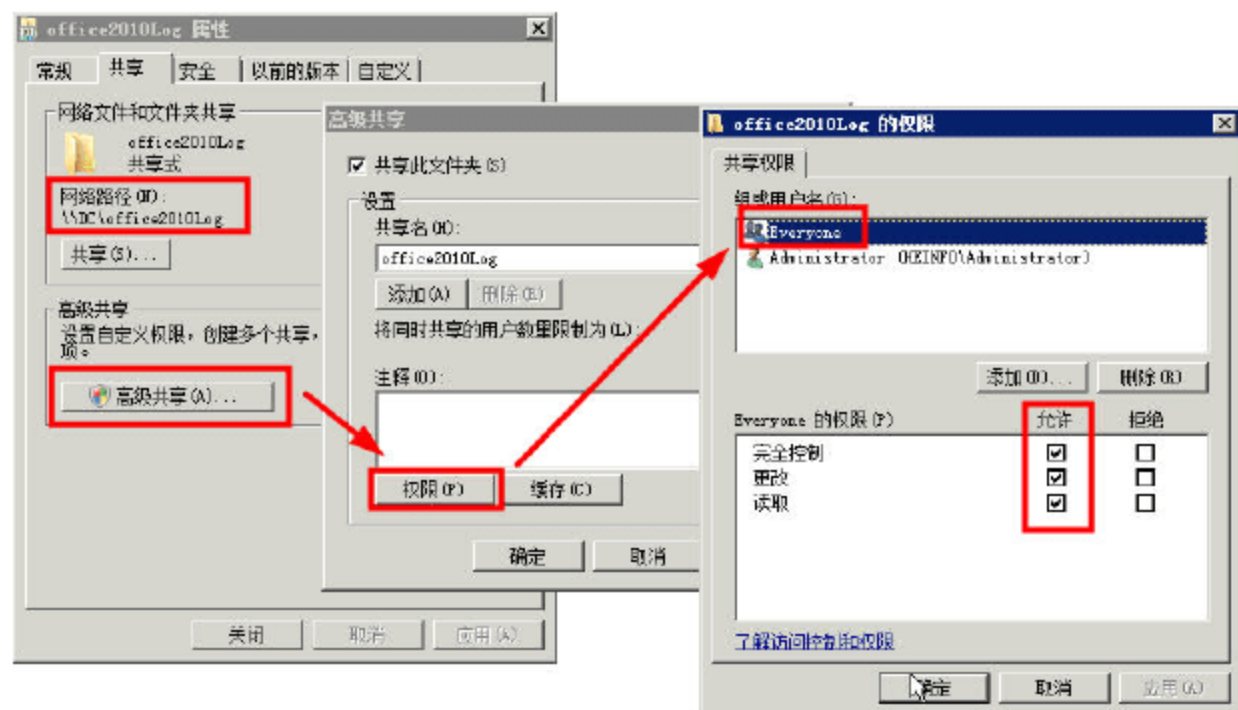 office2010Log 属性
常规 共享 安全 以前的版本 自定义
网络文件和文件夹共享
office2010Log
共享式
网络路径(N):
\\DC\office2010Log
共享(S)...
高级共享
设置自定义权限，创建多个共享，
项。
高级共享(A)...
关闭 取消 应用(A)
高级共享
共享此文件夹(S)
设置
共享名(H):
office2010Log
添加(A) 删除(R)
将同时共享的用户数量限制为(L):
注释(O):
权限(P) 缓存(C)
确定 取消
office2010Log 的权限
共享权限
组或用户名(G):
Everyone
Administrator (HEINFO\Administrator)
添加(D)... 删除(R)
Everyone 的权限(P) 允许 拒绝
完全控制
更改
读取
了解访问控制和权限
确定 取消 应用(A)